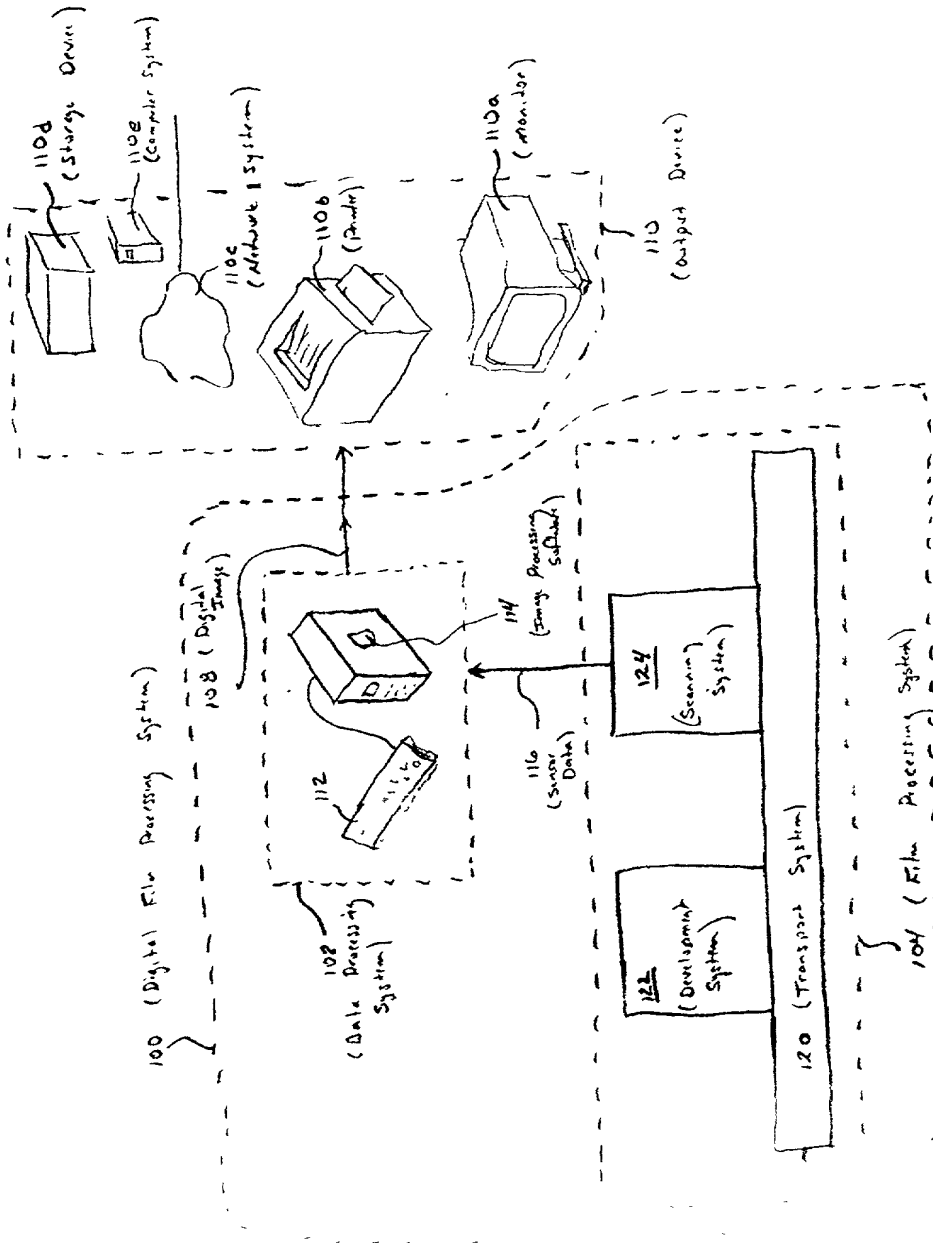 100 (Digital Film Processing System)
108 (Digital
Image)
102
(Data Processing
System)
112
114
(Image Processing
Software)
116
(Sensor
Data)
122
(Development
System)
124
(Scanning
System)
120 (Transport System)
104 (Film Processing System)
110d
(Storage Device)
110e
(Computer System)
110c
(Network System)
110b
(Printer)
110a
(monitor)
110
(Output Device)